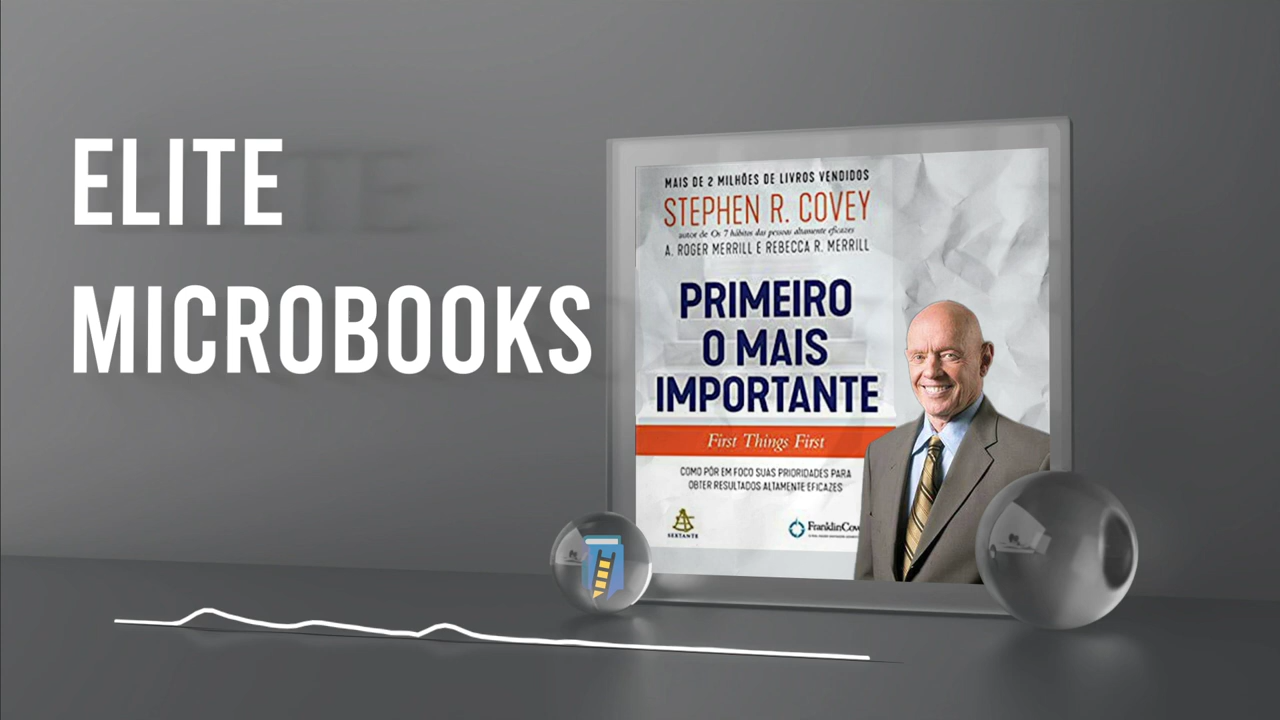 ELITE
MICROBOOKS
MAIS DE 2 MILHÕES DE LIVROS VENDIDOS
STEPHEN R. COVEY
autor de Os 7 hábitos das pessoas altamente eficazes
A. ROGER MERRILL E REBECCA R. MERRILL
PRIMEIRO
O MAIS
IMPORTANTE
First Things First
COMO PÔR EM FOCO SUAS PRIORIDADES PARA
OBTER RESULTADOS ALTAMENTE EFICAZES
SEXTANTE
FranklinCov